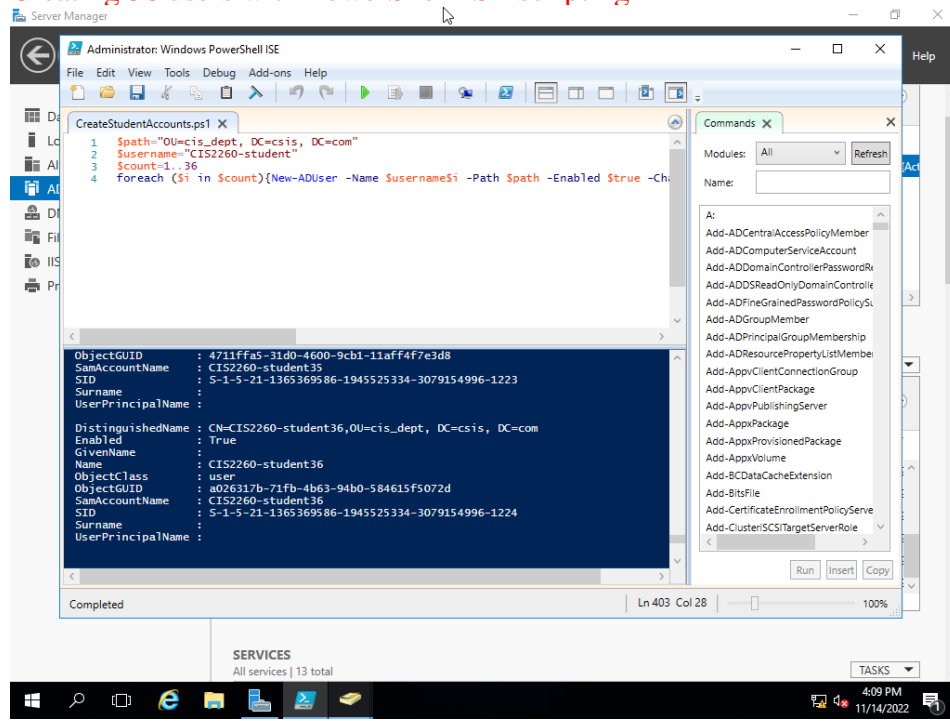 Creating 36 users with PowerShell ISE scripting
Server Manager
Help
Administrator: Windows PowerShell ISE
File Edit View Tools Debug Add-ons Help
CreateStudentAccounts.ps1
1 $path="OU=cis_dept, DC=csis, DC=com"
2 $username="CIS2260-student"
3 $count=1..36
4 foreach ($i in $count){New-ADUser -Name $username$i -Path $path -Enabled $true -Cha
Commands
Modules: All Refresh
Name:
A:
Add-ADCentralAccessPolicyMember
Add-ADComputerServiceAccount
Add-ADDomainControllerPasswordRe
Add-ADDSReadOnlyDomainControlle
Add-ADFineGrainedPasswordPolicySu
Add-ADGroupMember
Add-ADPrincipalGroupMembership
Add-ADResourcePropertyListMember
Add-AppvClientConnectionGroup
Add-AppvClientPackage
Add-AppvPublishingServer
Add-AppxPackage
Add-AppxProvisionedPackage
Add-AppxVolume
Add-BCDataCacheExtension
Add-BitsFile
Add-CertificateEnrollmentPolicyServe
Add-ClusteriSCSITargetServerRole
Run Insert Copy
ObjectGUID : 4711ffa5-31d0-4600-9cb1-11aff4f7e3d8
SamAccountName : CIS2260-student35
SID : S-1-5-21-1365369586-1945525334-3079154996-1223
Surname :
UserPrincipalName :
DistinguishedName : CN=CIS2260-student36,OU=cis_dept, DC=csis, DC=com
Enabled : True
GivenName :
Name : CIS2260-student36
ObjectClass : user
ObjectGUID : a026317b-71fb-4b63-94b0-584615f5072d
SamAccountName : CIS2260-student36
SID : S-1-5-21-1365369586-1945525334-3079154996-1224
Surname :
UserPrincipalName :
Completed
Ln 403 Col 28
100%
SERVICES
All services | 13 total
TASKS
4:09 PM
11/14/2022